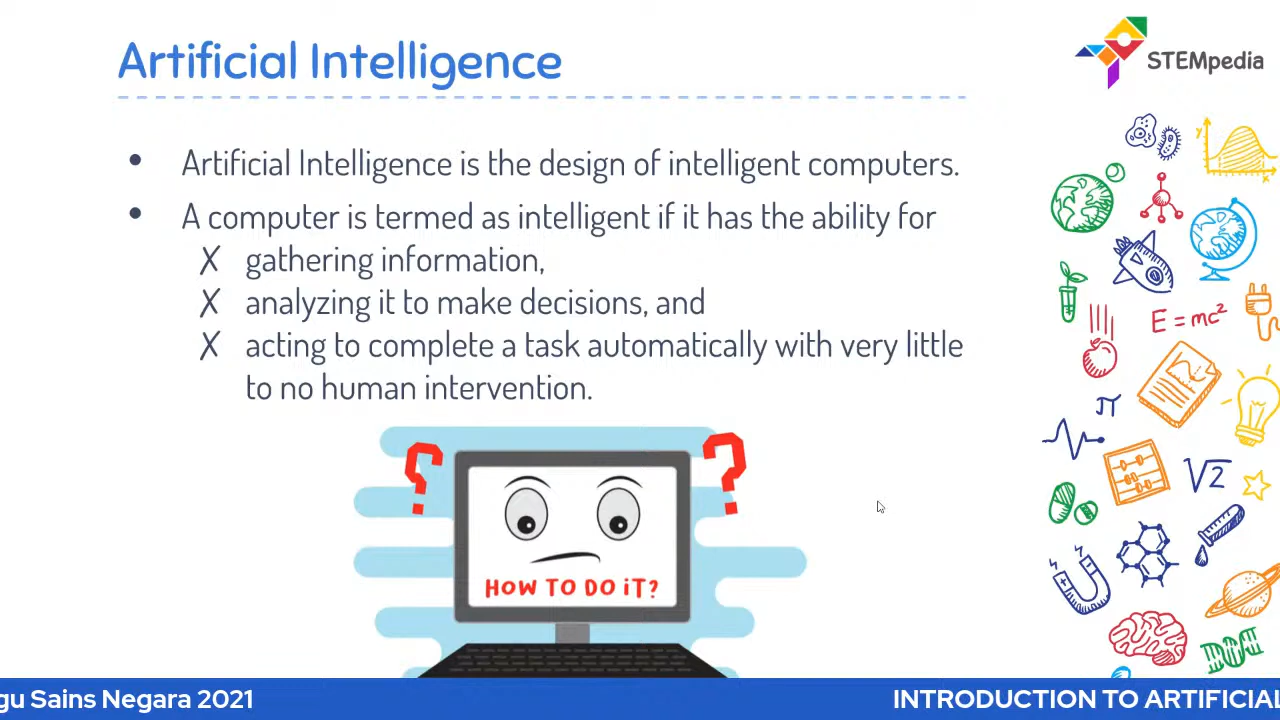 Artificial Intelligence
STEMpedia
• Artificial Intelligence is the design of intelligent computers.
• A computer is termed as intelligent if it has the ability for
✗ gathering information,
✗ analyzing it to make decisions, and
✗ acting to complete a task automatically with very little
to no human intervention.
y
x
E = mc²
π
√2
? ?
HOW TO DO iT?
gu Sains Negara 2021
INTRODUCTION TO ARTIFICIAL